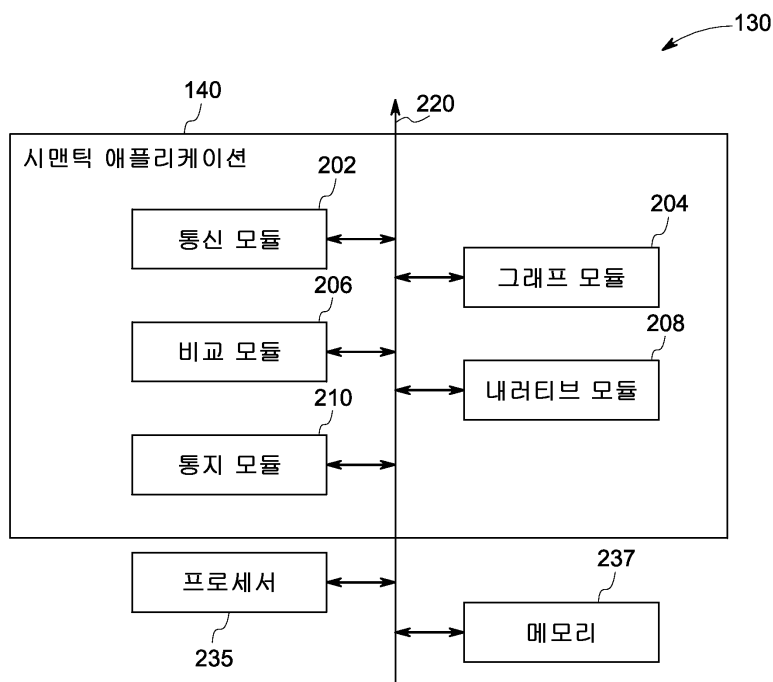 130
140
220
시맨틱 애플리케이션
202
통신 모듈
204
그래프 모듈
206
비교 모듈
208
내러티브 모듈
210
통지 모듈
프로세서
235
237
메모리